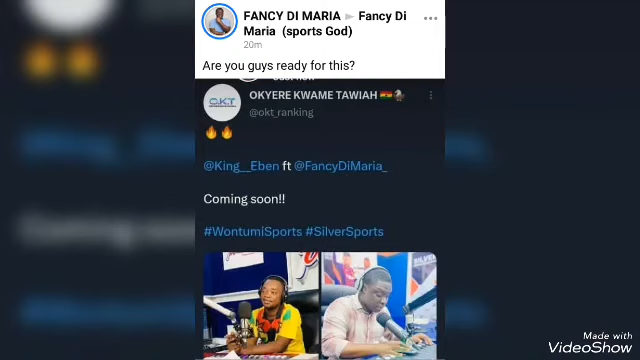 FANCY DI MARIA ▶ Fancy Di
Maria (sports God)
20m
Are you guys ready for this?
O.K.T
OKYERE KWAME TAWIAH 🇬🇭
@okt_ranking
🔥🔥
@King__Eben ft @FancyDiMaria_
Coming soon!!
#WontumiSports #SilverSports
SILVER
Made with
VideoShow